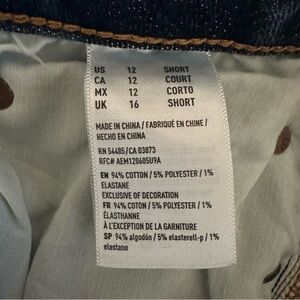 US 12 SHORT
CA 12 COURT
MX 12 CORTO
UK 16 SHORT
MADE IN CHINA / FABRIQUÉ EN CHINE /
HECHO EN CHINA
RN 54485/CA 03873
RFC# AEM120605U9A
EN 94% COTTON / 5% POLYESTER / 1%
ELASTANE
EXCLUSIVE OF DECORATION
FR 94% COTON / 5% POLYESTER / 1%
ÉLASTHANNE
À L'EXCEPTION DE LA GARNITURE
SP 94% algodón / 5% elasterell-p / 1%
elastano